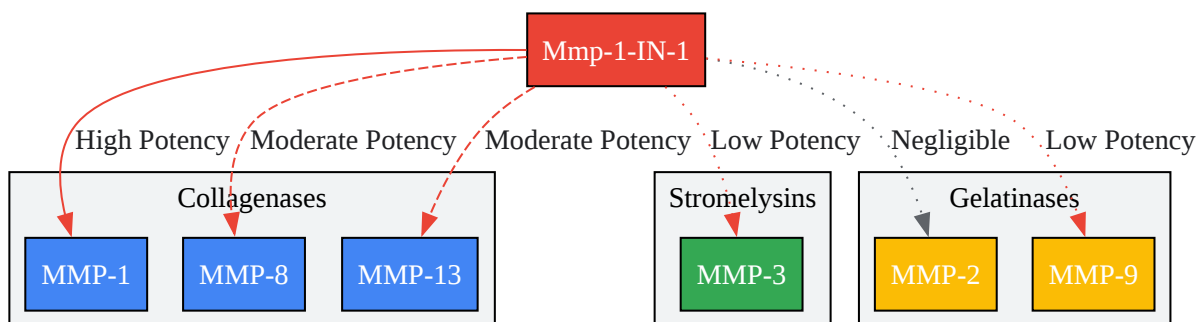 Mmp-1-IN-1
High Potency
Moderate Potency
Moderate Potency
Low Potency
Negligible
Low Potency
Collagenases
Stromelysins
Gelatinases
MMP-1
MMP-8
MMP-13
MMP-3
MMP-2
MMP-9